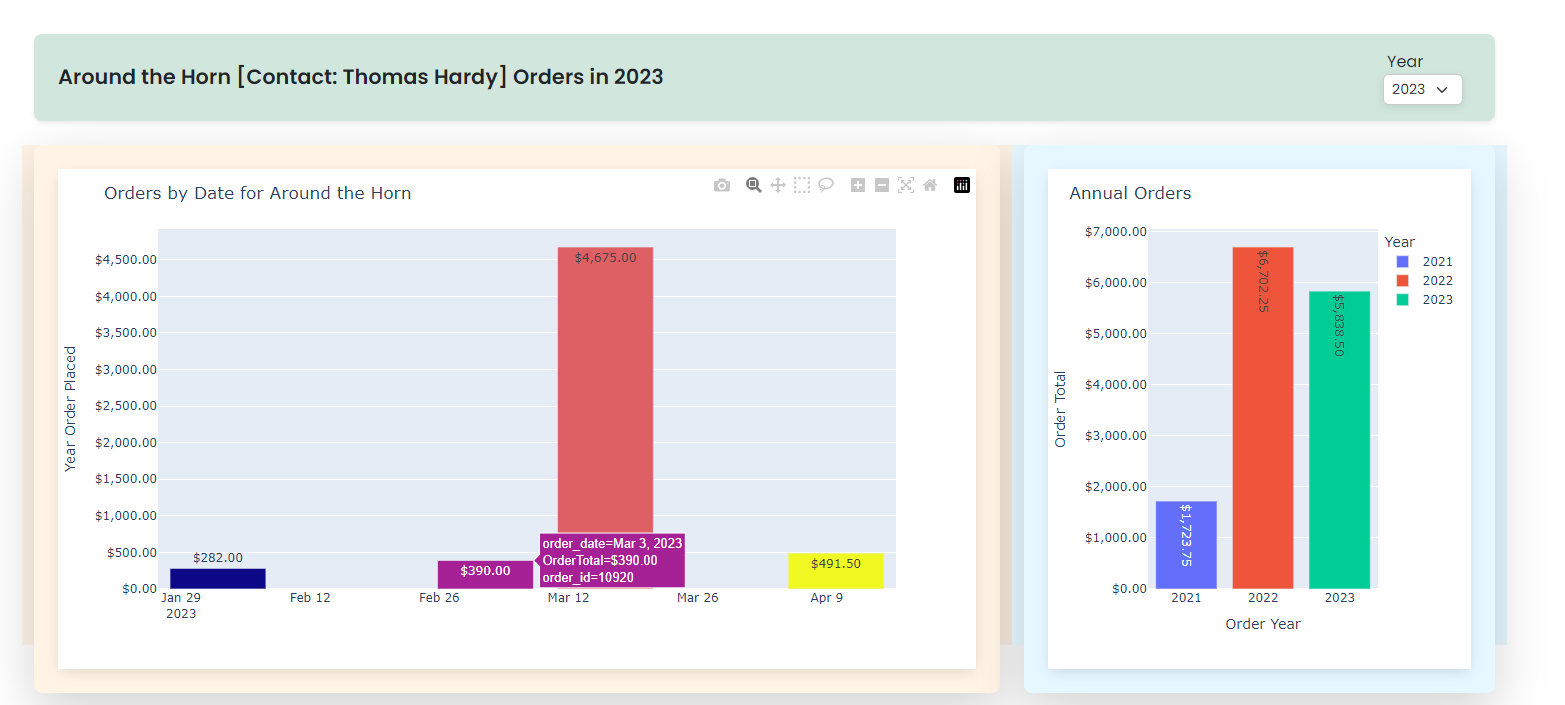 Around the Horn [Contact: Thomas Hardy] Orders in 2023
Year
2023
Orders by Date for Around the Horn
Year Order Placed
$4,500.00
$4,000.00
$3,500.00
$3,000.00
$2,500.00
$2,000.00
$1,500.00
$1,000.00
$500.00
$0.00
$282.00
$390.00
$4,675.00
$491.50
order_date=Mar 3, 2023
OrderTotal=$390.00
order_id=10920
Jan 29
2023
Feb 12
Feb 26
Mar 12
Mar 26
Apr 9
Annual Orders
Order Total
$7,000.00
$6,000.00
$5,000.00
$4,000.00
$3,000.00
$2,000.00
$1,000.00
$0.00
$1,723.75
$6,702.25
$5,838.50
2021
2022
2023
Order Year
Year
2021
2022
2023